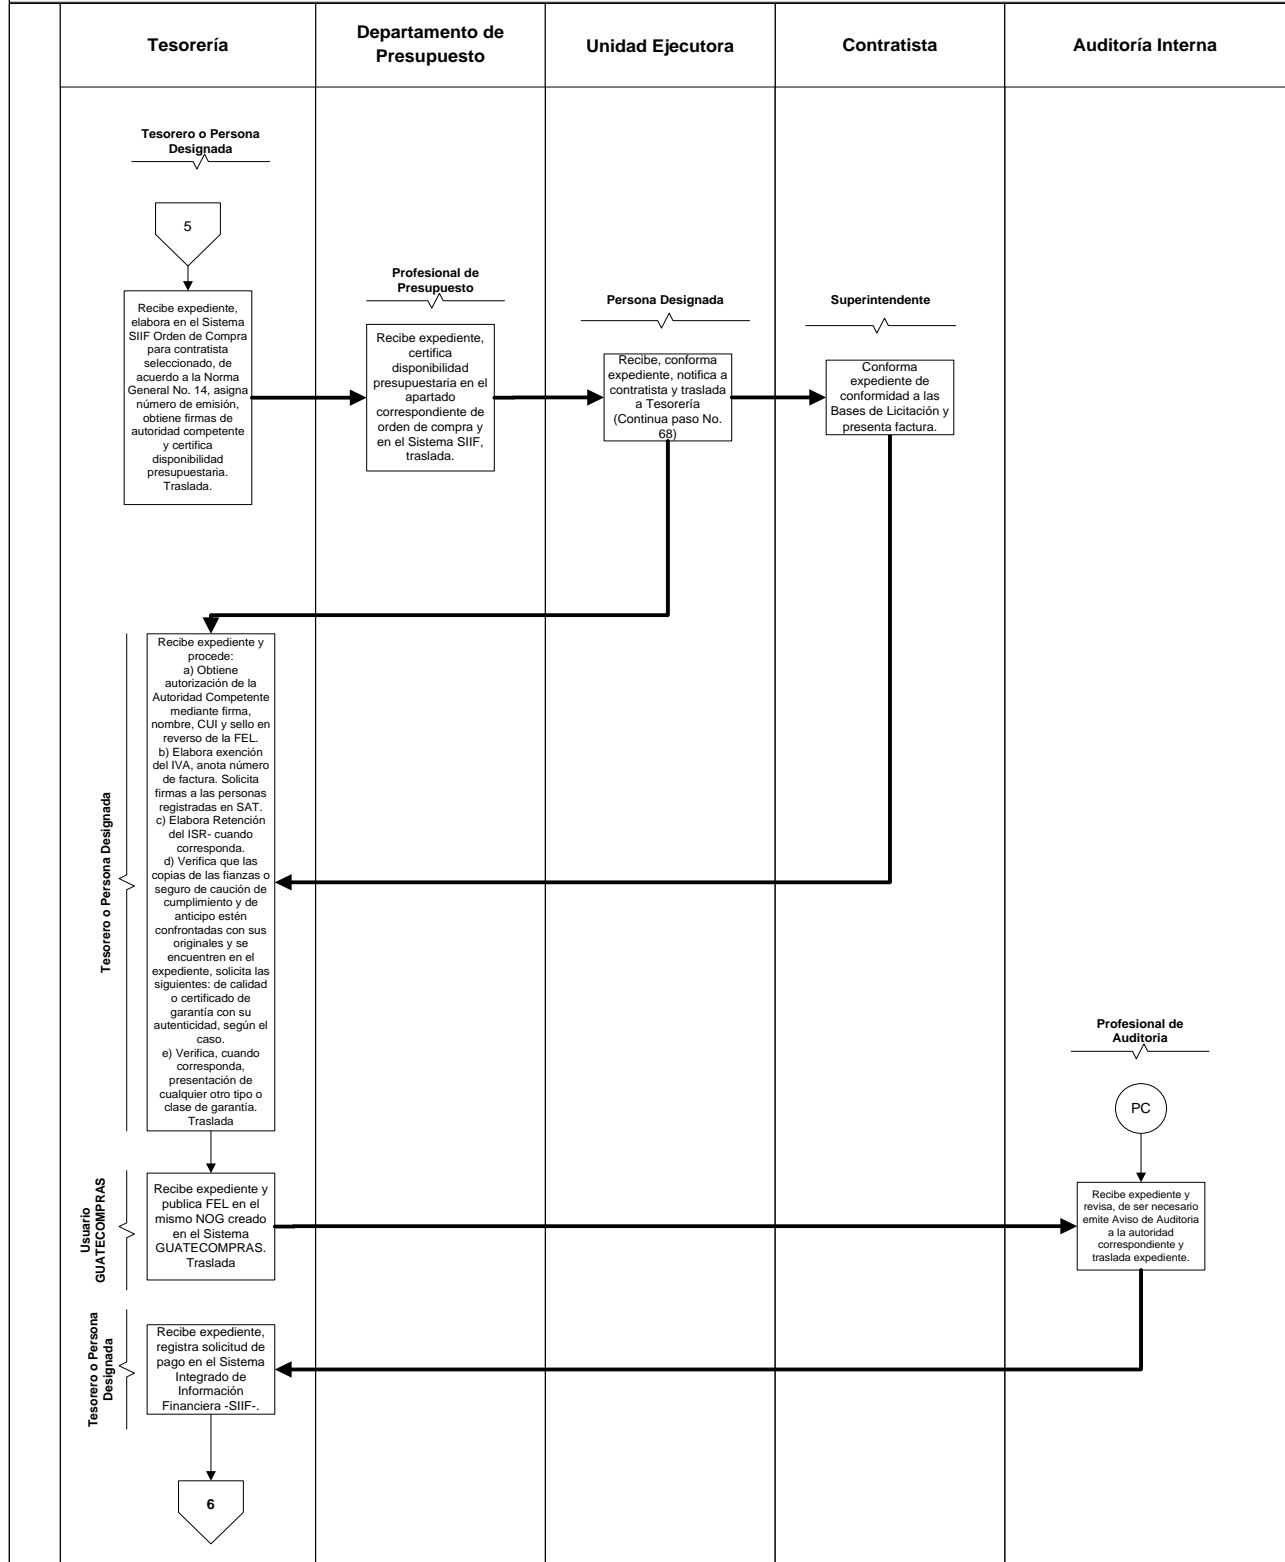 Tesorería
Departamento de
Presupuesto
Unidad Ejecutora
Contratista
Auditoría Interna
Tesorero o Persona
Designada
5
Recibe expediente,
elabora en el Sistema
SIIF Orden de Compra
para contratista
seleccionado, de
acuerdo a la Norma
General No. 14, asigna
número de emisión,
obtiene firmas de
autoridad competente
y certifica
disponibilidad
presupuestaria.
Traslada.
Profesional de
Presupuesto
Recibe expediente,
certifica
disponibilidad
presupuestaria en el
apartado
correspondiente de
orden de compra y
en el Sistema SIIF,
traslada.
Persona Designada
Recibe, conforma
expediente, notifica a
contratista y traslada
a Tesorería
(Continua paso No.
68)
Superintendente
Conforma
expediente de
conformidad a las
Bases de Licitación y
presenta factura.
Tesorero o Persona Designada
Recibe expediente y
procede:
a) Obtiene
autorización de la
Autoridad Competente
mediante firma,
nombre, CUI y sello en
reverso de la FEL.
b) Elabora exención
del IVA, anota número
de factura. Solicita
firmas a las personas
registradas en SAT.
c) Elabora Retención
del ISR- cuando
corresponda.
d) Verifica que las
copias de las fianzas o
seguro de caución de
cumplimiento y de
anticipo estén
confrontadas con sus
originales y se
encuentren en el
expediente, solicita las
siguientes: de calidad
o certificado de
garantía con su
autenticidad, según el
caso.
e) Verifica, cuando
corresponda,
presentación de
cualquier otro tipo o
clase de garantía.
Traslada
Profesional de
Auditoria
PC
Usuario
GUATECOMPRAS
Recibe expediente y
publica FEL en el
mismo NOG creado
en el Sistema
GUATECOMPRAS.
Traslada
Recibe expediente y
revisa, de ser necesario
emite Aviso de Auditoria
a la autoridad
correspondiente y
traslada expediente.
Tesorero o Persona
Designada
Recibe expediente,
registra solicitud de
pago en el Sistema
Integrado de
Información
Financiera -SIIF-.
6